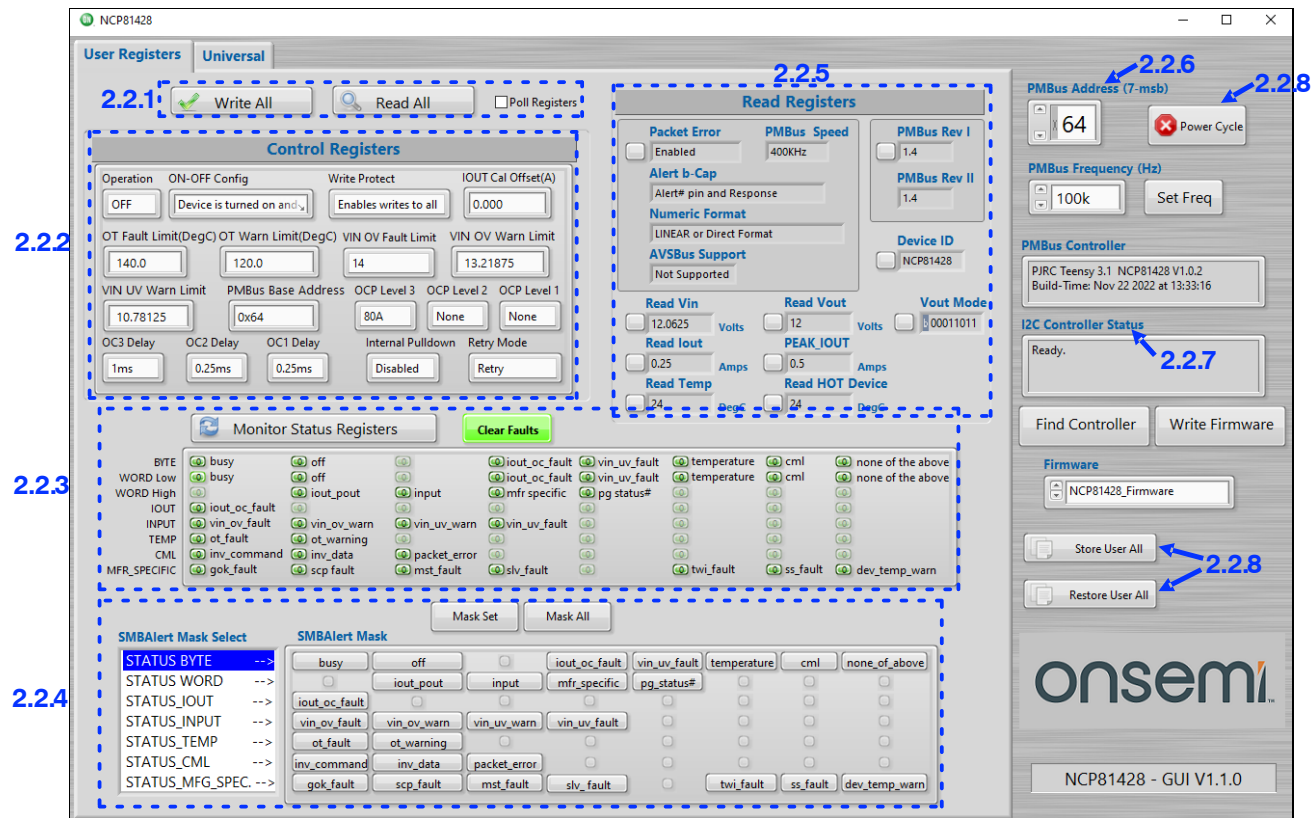 NCP81428
User Registers Universal
2.2.1 Write All Read All Poll Registers
Control Registers
Operation ON-OFF Config Write Protect IOUT Cal Offset(A)
OFF Device is turned on and Enables writes to all 0.000
2.2.2
OT Fault Limit(DegC) OT Warn Limit(DegC) VIN OV Fault Limit VIN OV Warn Limit
140.0 120.0 14 13.21875
VIN UV Warn Limit PMBus Base Address OCP Level 3 OCP Level 2 OCP Level 1
10.78125 0x64 80A None None
OC3 Delay OC2 Delay OC1 Delay Internal Pulldown Retry Mode
1ms 0.25ms 0.25ms Disabled Retry
2.2.5
Read Registers
Packet Error PMBus Speed PMBus Rev I
Enabled 400KHz 1.4
Alert b-Cap PMBus Rev II
Alert# pin and Response 1.4
Numeric Format
LINEAR or Direct Format
AVSBus Support Device ID
Not Supported NCP81428
Read Vin Read Vout Vout Mode
12.0625 Volts 12 Volts b 00011011
Read Iout PEAK_IOUT
0.25 Amps 0.5 Amps
Read Temp Read HOT Device
24 DegC 24 DegC
2.2.3
Monitor Status Registers Clear Faults
BYTE busy off iout_oc_fault vin_uv_fault temperature cml none of the above
WORD Low busy off iout_oc_fault vin_uv_fault temperature cml none of the above
WORD High iout_pout input mfr specific pg status#
IOUT iout_oc_fault
INPUT vin_ov_fault vin_ov_warn vin_uv_warn vin_uv_fault
TEMP ot_fault ot_warning
CML inv_command inv_data packet_error
MFR_SPECIFIC gok_fault scp fault mst_fault slv_fault twi_fault ss_fault dev_temp_warn
2.2.4
Mask Set Mask All
SMBAlert Mask Select SMBAlert Mask
STATUS BYTE --> busy off iout_oc_fault vin_uv_fault temperature cml none_of_above
STATUS WORD --> iout_pout input mfr_specific pg_status#
STATUS_IOUT --> iout_oc_fault
STATUS_INPUT --> vin_ov_fault vin_ov_warn vin_uv_warn vin_uv_fault
STATUS_TEMP --> ot_fault ot_warning
STATUS_CML --> inv_command inv_data packet_error
STATUS_MFG_SPEC. --> gok_fault scp_fault mst_fault slv_ fault twi_fault ss_fault dev_temp_warn
2.2.6
2.2.8
PMBus Address (7-msb)
x 64 Power Cycle
PMBus Frequency (Hz)
100k Set Freq
PMBus Controller
PJRC Teensy 3.1 NCP81428 V1.0.2
Build-Time: Nov 22 2022 at 13:33:16
I2C Controller Status
Ready.
2.2.7
Find Controller Write Firmware
Firmware
NCP81428_Firmware
Store User All
2.2.8
Restore User All
onsemi
NCP81428 - GUI V1.1.0